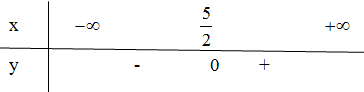 x −∞ 5/2 +∞
y - 0 +